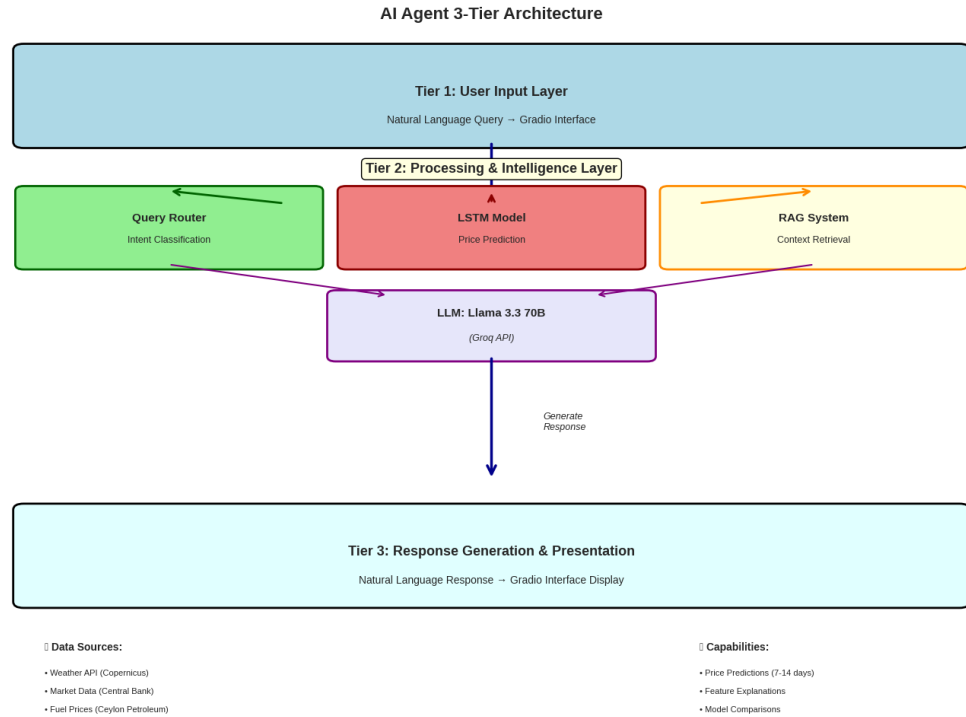 AI Agent 3-Tier Architecture
Tier 1: User Input Layer
Natural Language Query → Gradio Interface
Tier 2: Processing & Intelligence Layer
Query Router
Intent Classification
LSTM Model
Price Prediction
RAG System
Context Retrieval
LLM: Llama 3.3 70B
(Groq API)
Generate
Response
Tier 3: Response Generation & Presentation
Natural Language Response → Gradio Interface Display
Data Sources:
• Weather API (Copernicus)
• Market Data (Central Bank)
• Fuel Prices (Ceylon Petroleum)
Capabilities:
• Price Predictions (7-14 days)
• Feature Explanations
• Model Comparisons